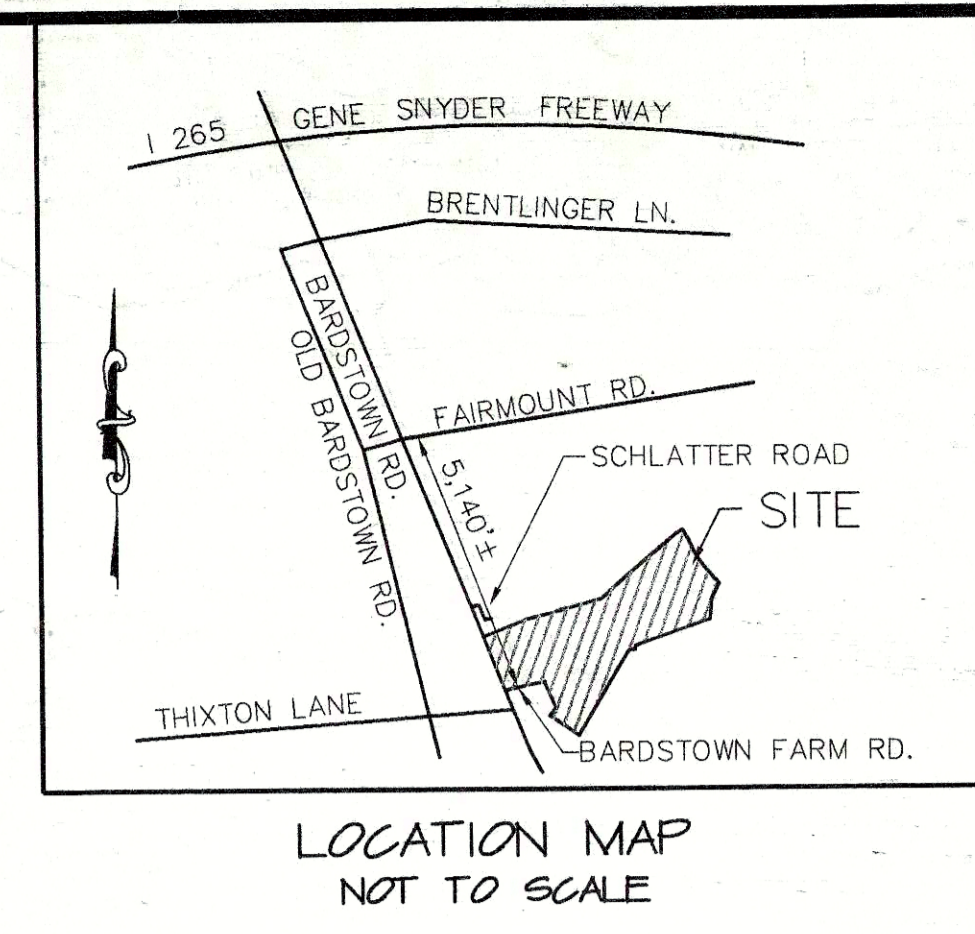 I 265
GENE SNYDER FREEWAY
BRENTLINGER LN.
BARDSTOWN RD.
OLD BARDSTOWN RD.
FAIRMOUNT RD.
5,140'±
SCHLATTER ROAD
SITE
THIXTON LANE
BARDSTOWN FARM RD.
LOCATION MAP
NOT TO SCALE